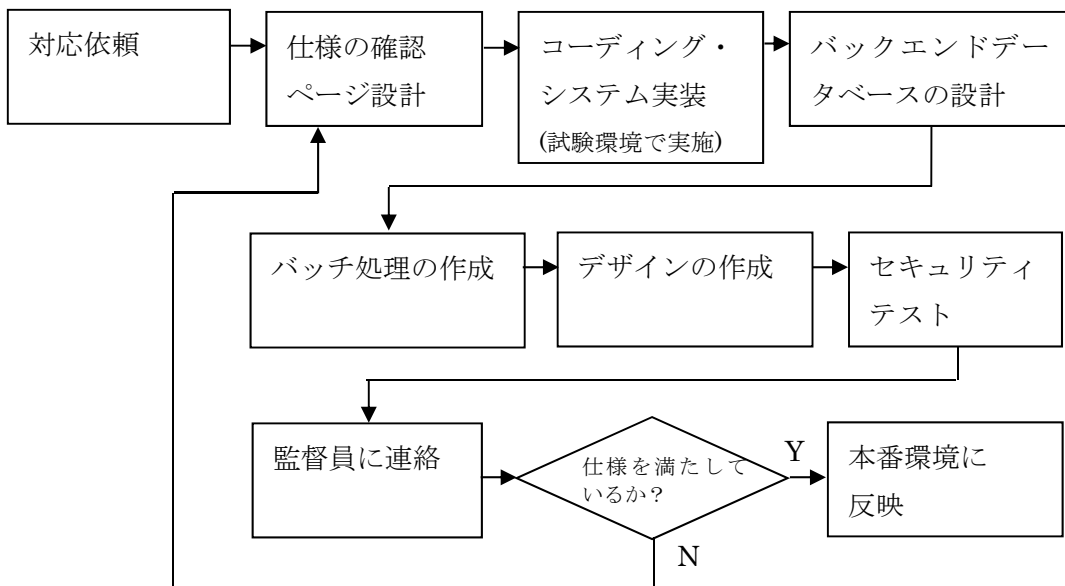 対応依頼
仕様の確認
ページ設計
コーディング・
システム実装
(試験環境で実施)
バックエンドデー
タベースの設計
バッチ処理の作成
デザインの作成
セキュリティ
テスト
監督員に連絡
仕様を満たして
いるか？
Y
本番環境に
反映
N